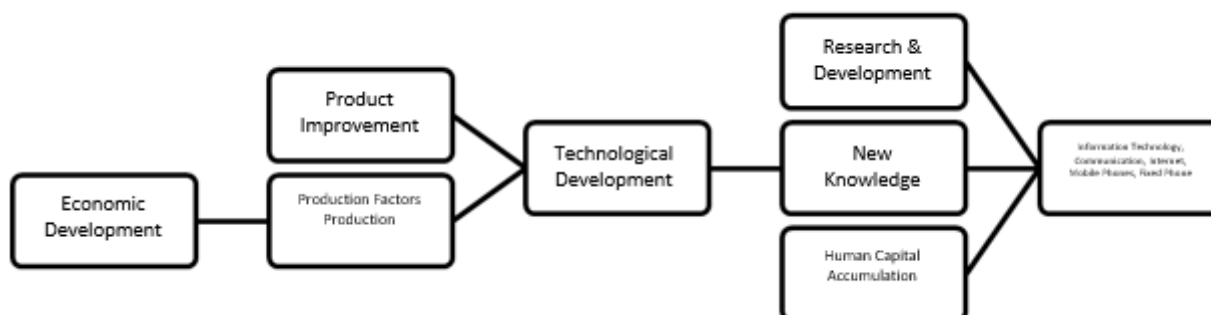 Economic
Development
Product
Improvement
Production Factors
Production
Technological
Development
Research &
Development
New
Knowledge
Human Capital
Accumulation
Information Technology,
Communication, Internet,
Mobile Phones, Fixed Phone